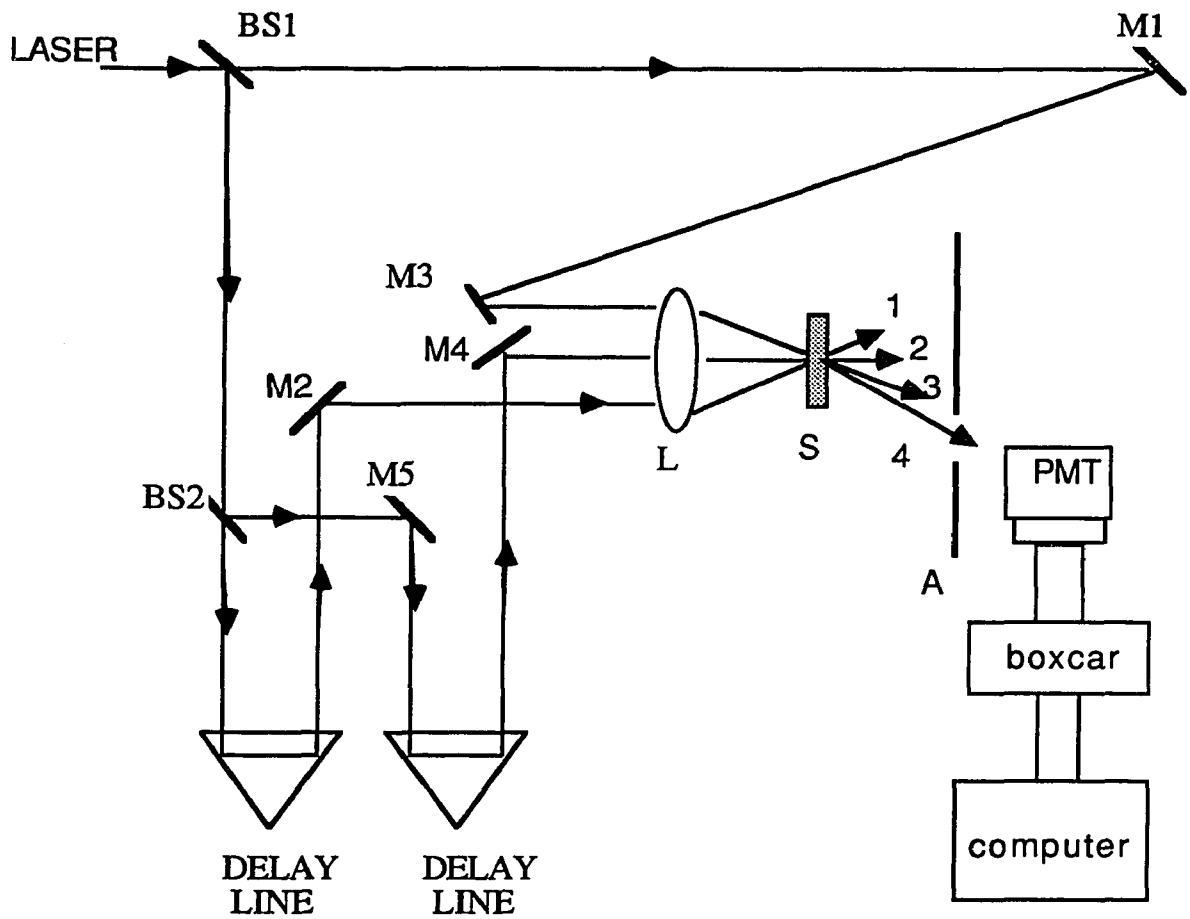 BS1
M1
LASER
M3
1
M4
2
3
M2
4
L
S
M5
PMT
BS2
A
boxcar
computer
DELAY
LINE
DELAY
LINE